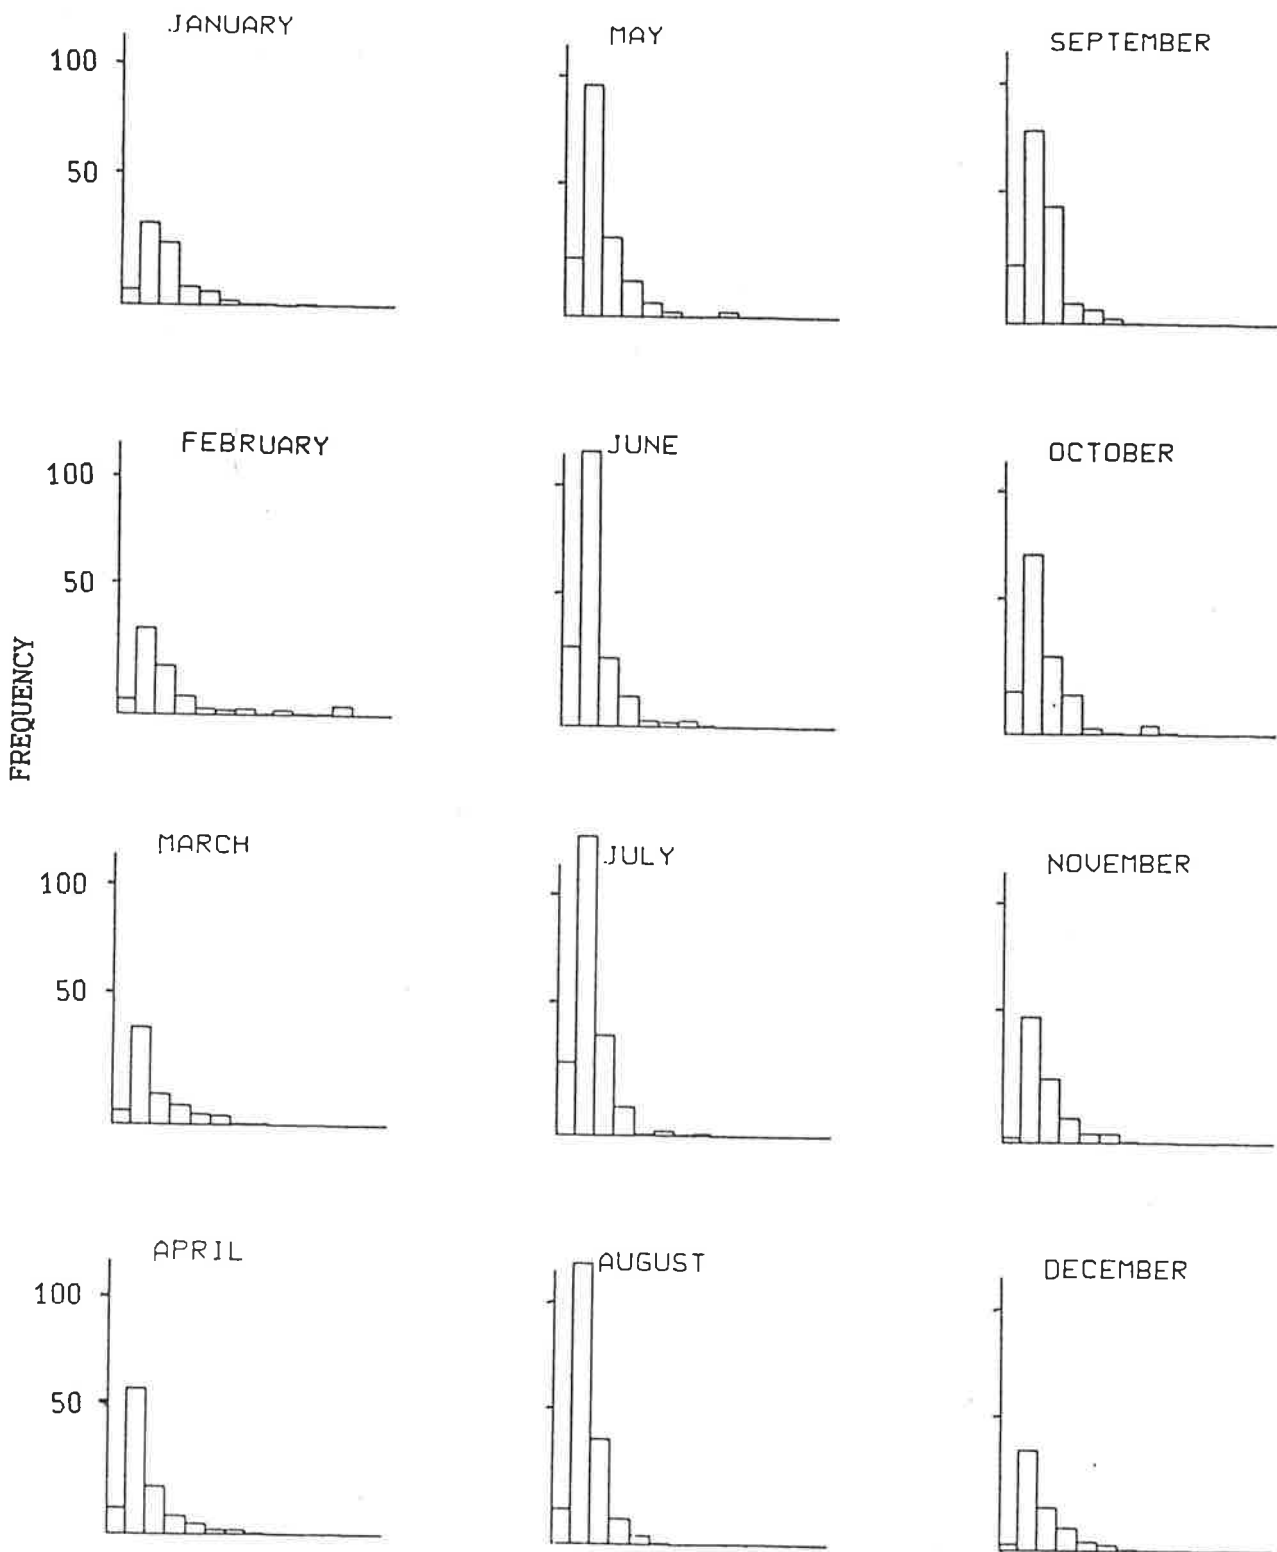 JANUARY
MAY
SEPTEMBER
100
50
FEBRUARY
JUNE
OCTOBER
100
50
FREQUENCY
MARCH
JULY
NOVEMBER
100
50
APRIL
AUGUST
DECEMBER
100
50